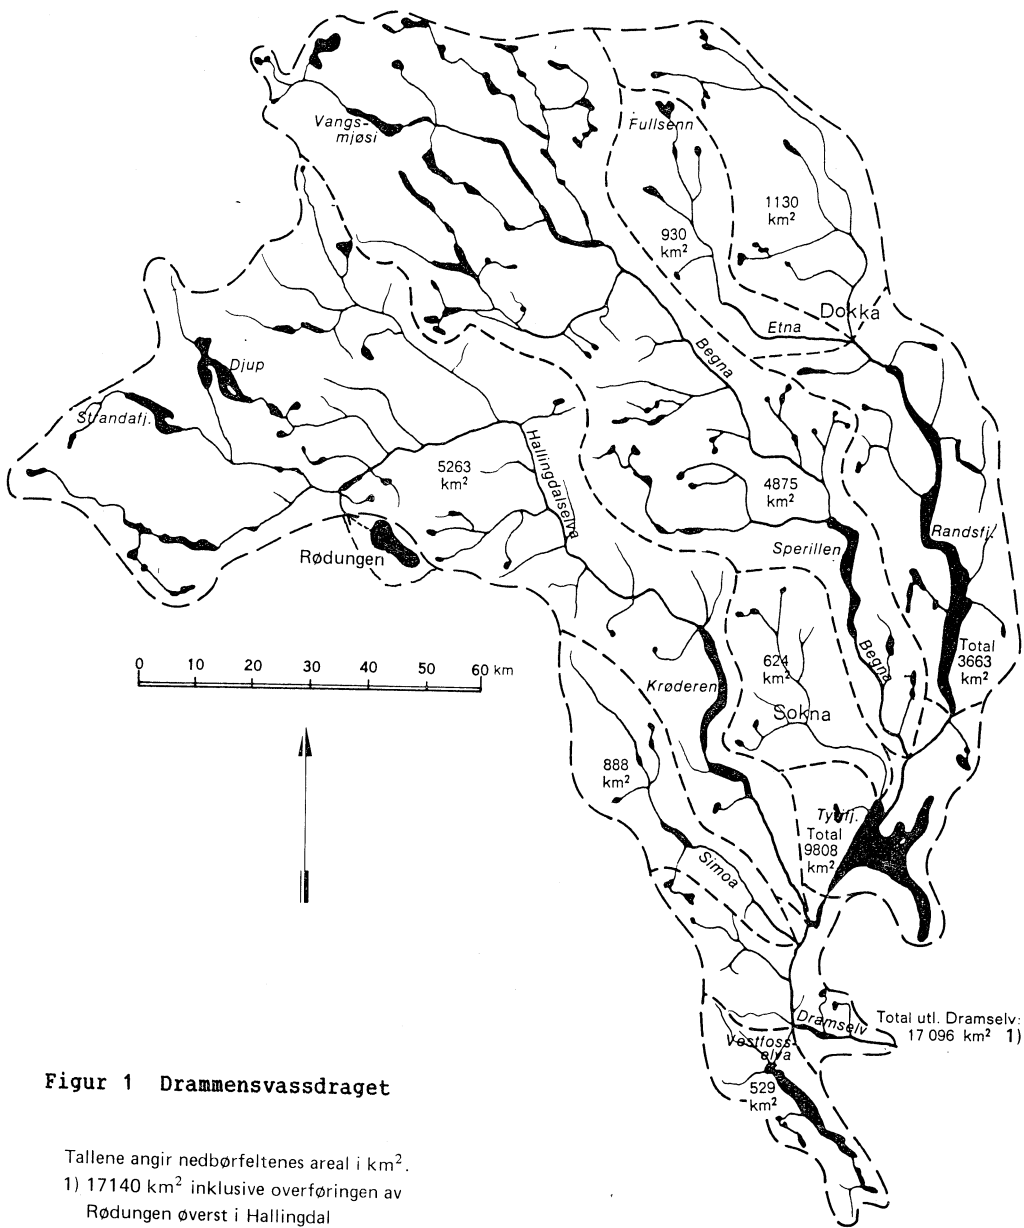 Vangs-
mjøsi
Fullsenn
1130
km²
930
km²
Dokka
Etna
Begna
Djup
Strandafj.
Hallingdalselva
5263
km²
4875
km²
Randsfj.
Sperillen
Rødungen
Total
3663
km²
0 10 20 30 40 50 60 km
624
km²
Begna
Krøderen
Sokna
888
km²
Tyrifj.
Total
9808
km²
Simoa
Dramselv
Total utl. Dramselv:
17 096 km² 1)
Vestfoss-
elva
529
km²
Figur 1 Drammensvassdraget
Tallene angir nedbørfeltenes areal i km².
1) 17140 km² inklusive overføringen av
Rødungen øverst i Hallingdal